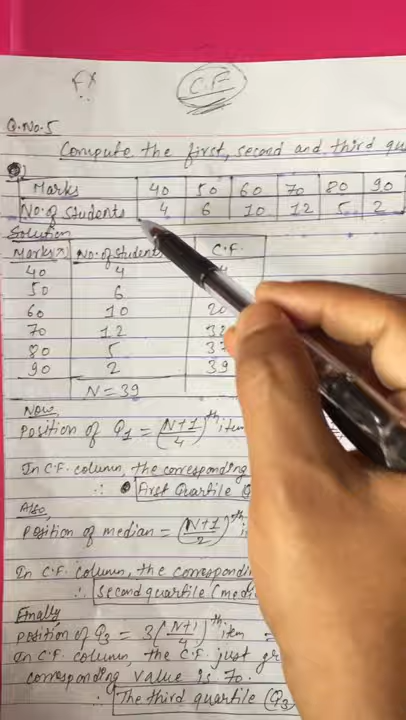 fx
C.F
Q.No.5
Compute the first, second and third
Marks 40 50 60 70 80 90
No. of Students 4 6 10 12 5 2
Solution
Marks(x) No. of Students C.F.
40 4 4
50 6
60 10 20
70 12 32
80 5 37
90 2 39
N = 39
Now,
Position of Q1 = (N+1/4)th item
In C.F. column, the corresponding
∴ First Quartile
Also
Position of median = (N+1/2)th
In C.F. column, the
∴ Second quartile
Finally
Position of Q3 = 3(N+1/4)th item =
In C.F. column, the C.F. just
corresponding value is 70.
∴ The third quartile (Q3